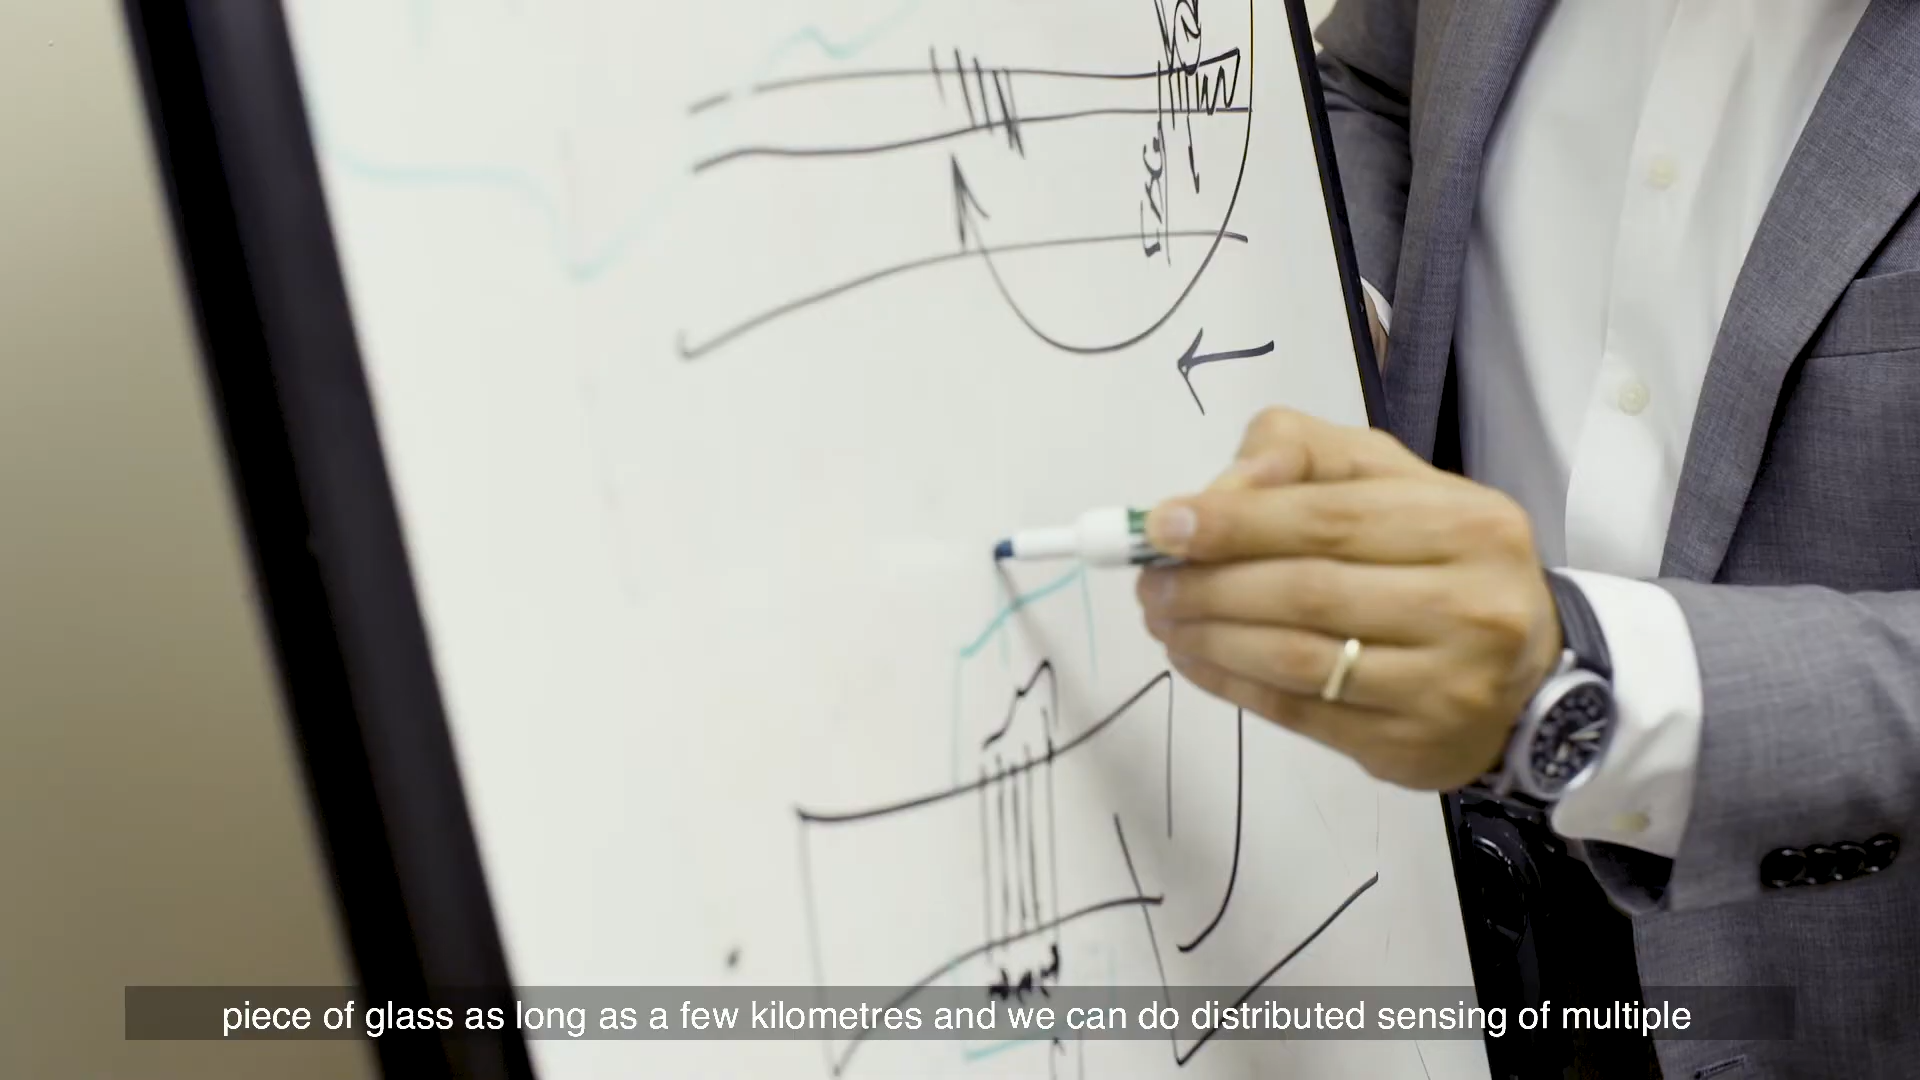 piece of glass as long as a few kilometres and we can do distributed sensing of multiple